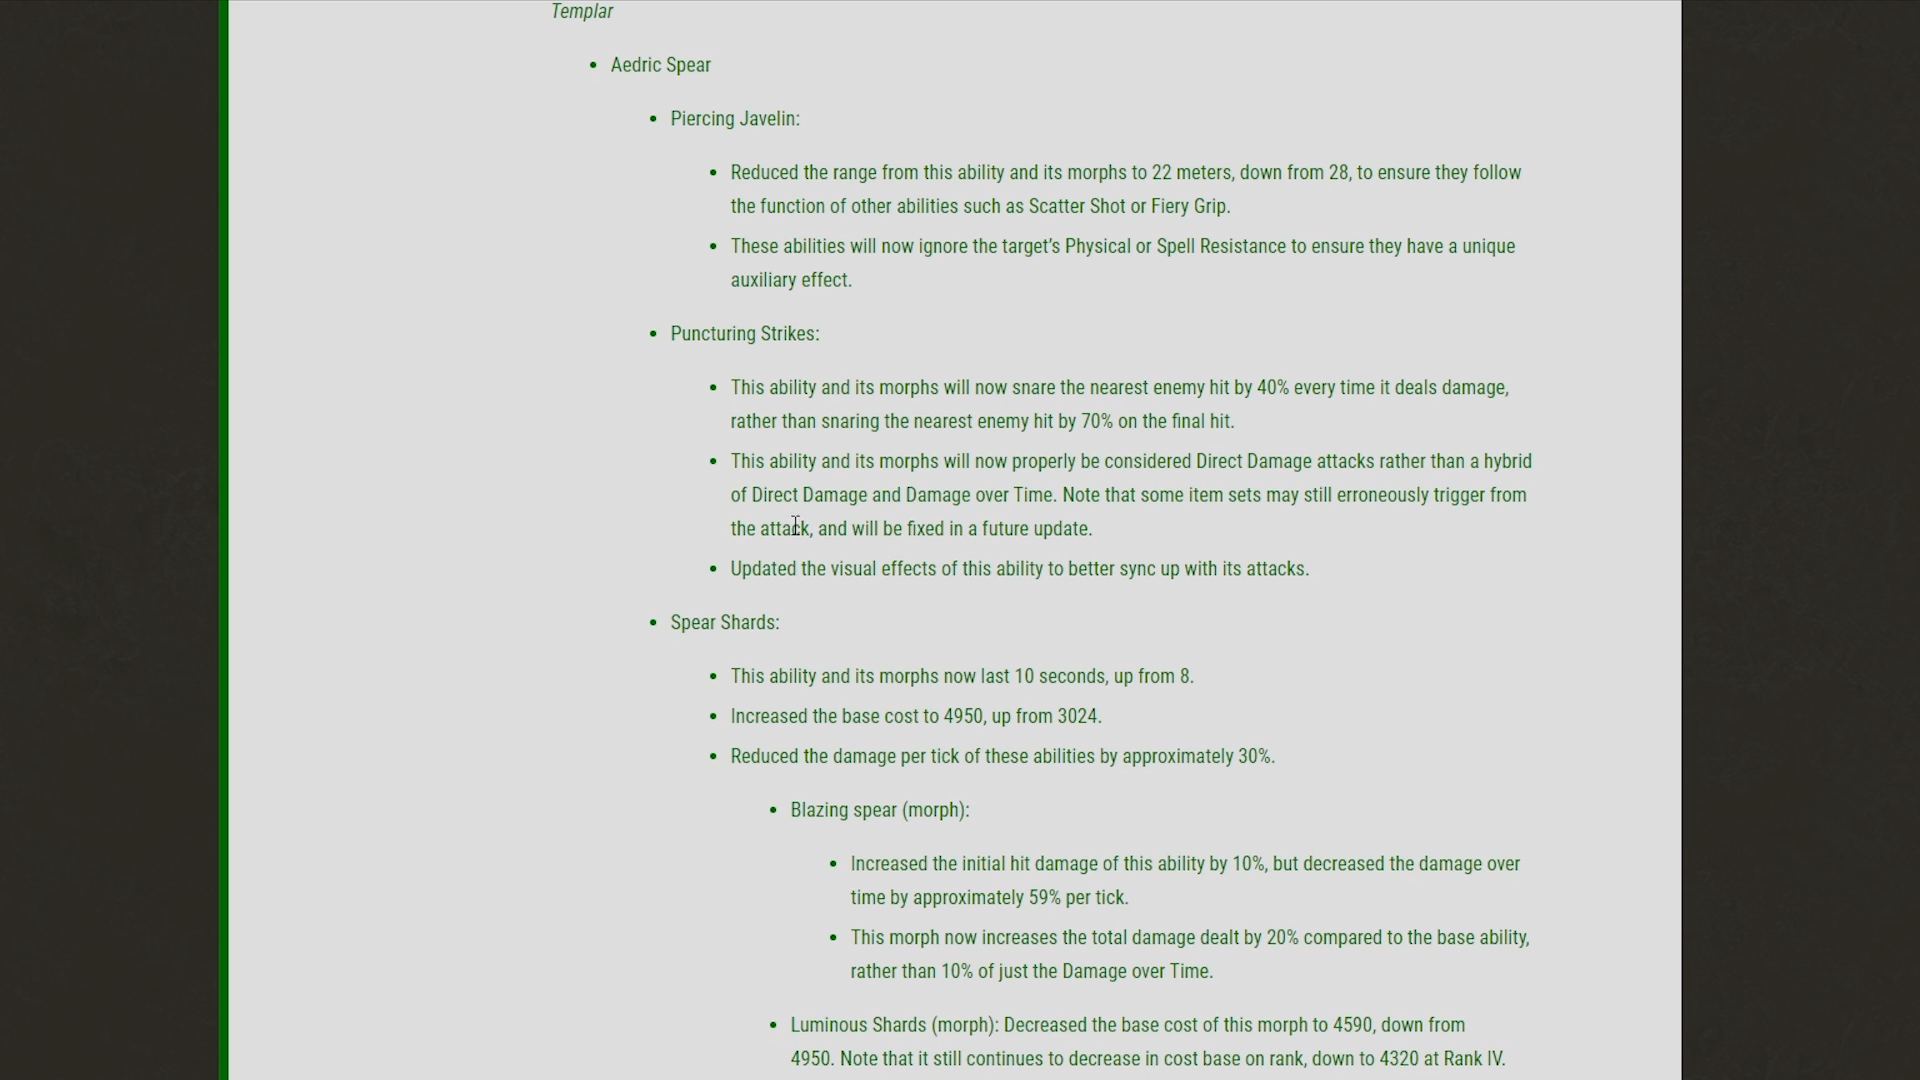 Templar
Aedric Spear
Piercing Javelin:
Reduced the range from this ability and its morphs to 22 meters, down from 28, to ensure they follow
the function of other abilities such as Scatter Shot or Fiery Grip.
These abilities will now ignore the target's Physical or Spell Resistance to ensure they have a unique
auxiliary effect.
Puncturing Strikes:
This ability and its morphs will now snare the nearest enemy hit by 40% every time it deals damage,
rather than snaring the nearest enemy hit by 70% on the final hit.
This ability and its morphs will now properly be considered Direct Damage attacks rather than a hybrid
of Direct Damage and Damage over Time. Note that some item sets may still erroneously trigger from
the attack, and will be fixed in a future update.
Updated the visual effects of this ability to better sync up with its attacks.
Spear Shards:
This ability and its morphs now last 10 seconds, up from 8.
Increased the base cost to 4950, up from 3024.
Reduced the damage per tick of these abilities by approximately 30%.
Blazing spear (morph):
Increased the initial hit damage of this ability by 10%, but decreased the damage over
time by approximately 59% per tick.
This morph now increases the total damage dealt by 20% compared to the base ability,
rather than 10% of just the Damage over Time.
Luminous Shards (morph): Decreased the base cost of this morph to 4590, down from
4950. Note that it still continues to decrease in cost base on rank, down to 4320 at Rank IV.